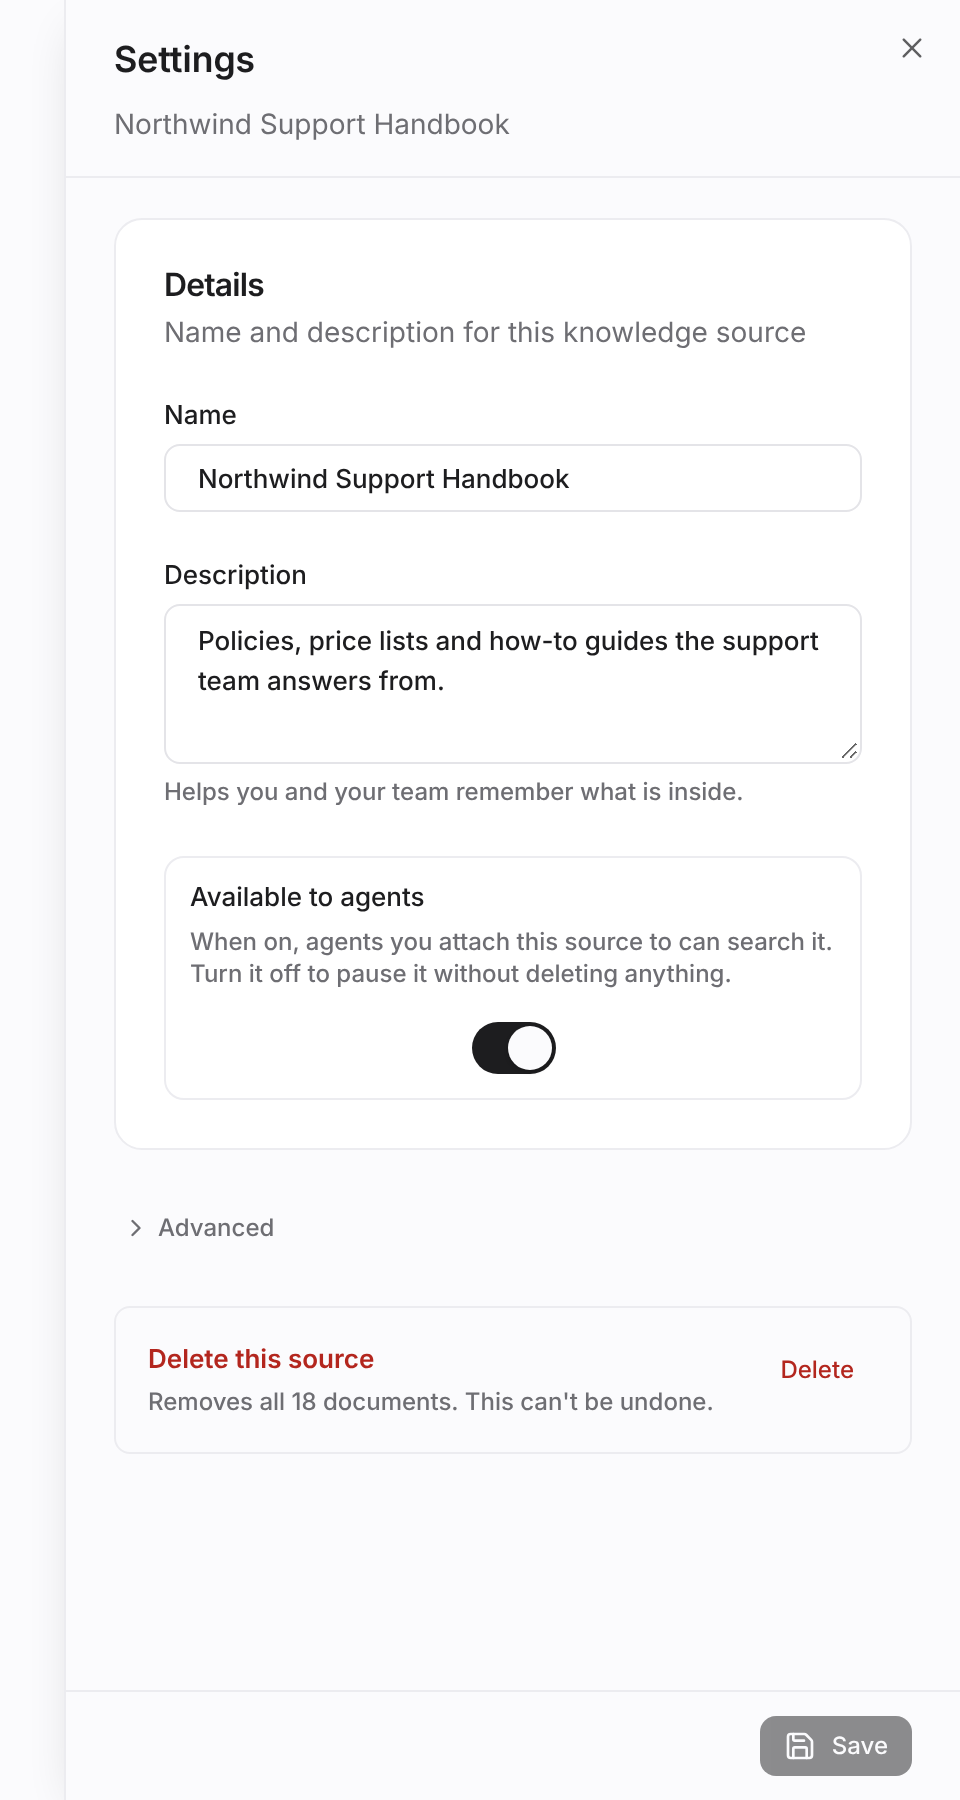 Settings
Northwind Support Handbook
Details
Name and description for this knowledge source
Name
Northwind Support Handbook
Description
Policies, price lists and how-to guides the support
team answers from.
Helps you and your team remember what is inside.
Available to agents
When on, agents you attach this source to can search it.
Turn it off to pause it without deleting anything.
Advanced
Delete this source
Delete
Removes all 18 documents. This can't be undone.
Save